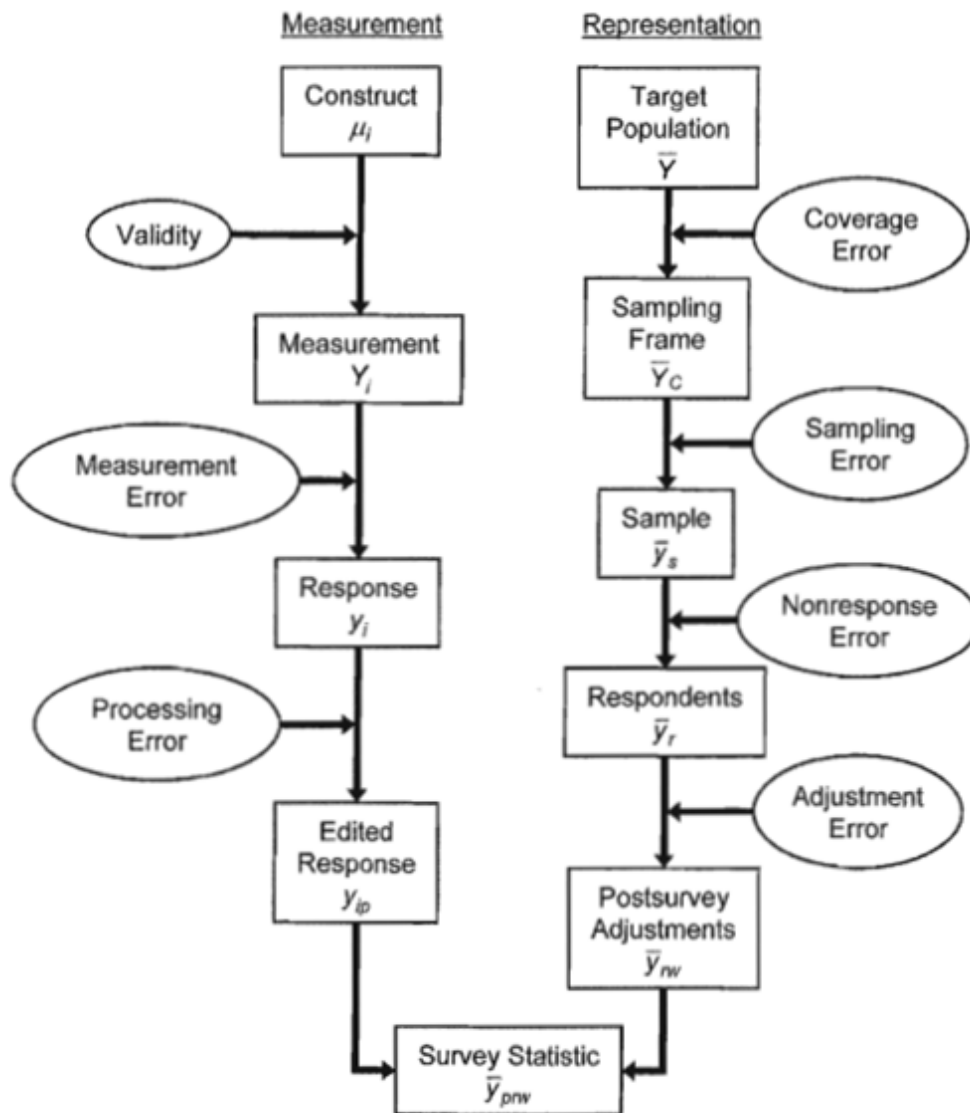 Measurement
Representation
Construct
μi
Target
Population
Ȳ
Validity
Coverage
Error
Measurement
Yi
Sampling
Frame
ȲC
Measurement
Error
Sampling
Error
Sample
ȳs
Response
yi
Nonresponse
Error
Processing
Error
Respondents
ȳr
Edited
Response
yip
Adjustment
Error
Postsurvey
Adjustments
ȳrw
Survey Statistic
ȳprw